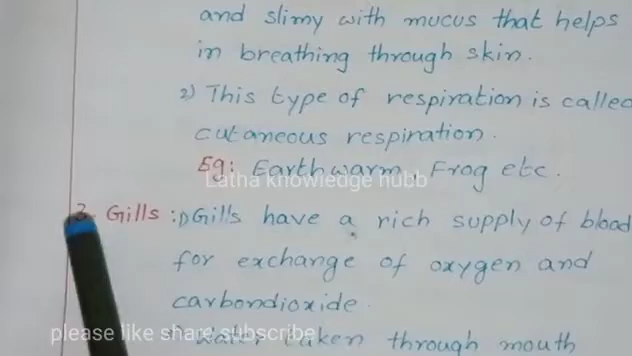 and slimy with mucus that helps
in breathing through skin.
2) This type of respiration is called
cutaneous respiration.
Eg: Earthwarm, Frog etc.
Latha knowledge hubb
3. Gills :1) Gills have a rich supply of blood
for exchange of oxygen and
carbondioxide.
please like share subscribe
water taken through mouth